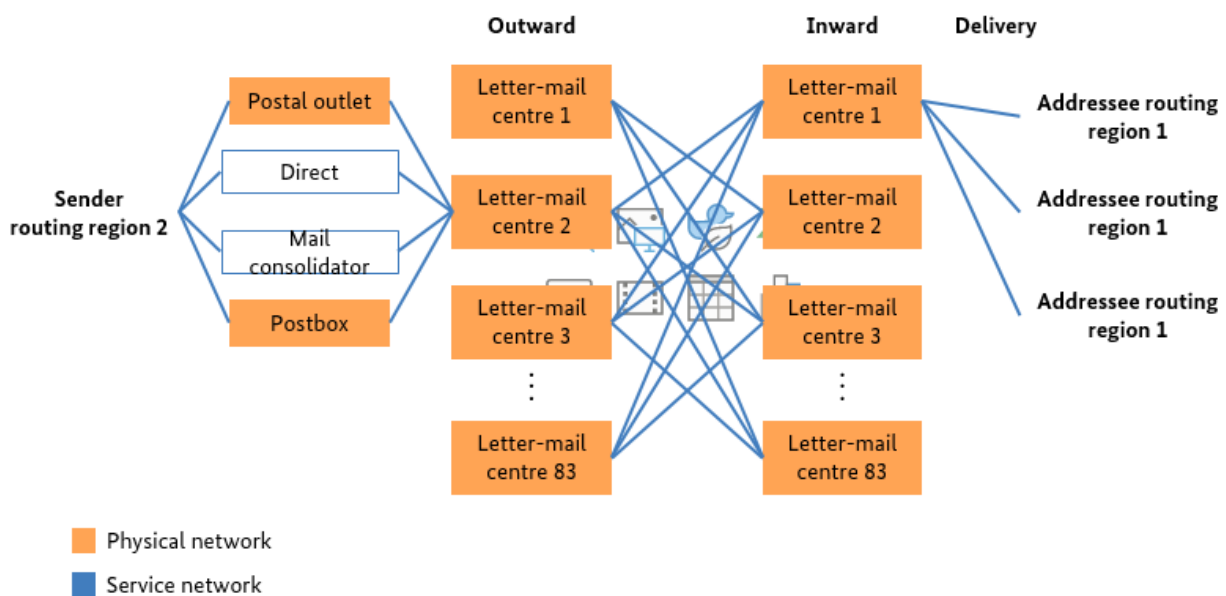 Outward
Inward
Delivery
Sender
routing region 2
Postal outlet
Direct
Mail
consolidator
Postbox
Letter-mail
centre 1
Letter-mail
centre 2
Letter-mail
centre 3
⋮
Letter-mail
centre 83
Letter-mail
centre 1
Letter-mail
centre 2
Letter-mail
centre 3
⋮
Letter-mail
centre 83
Addressee routing
region 1
Addressee routing
region 1
Addressee routing
region 1
Physical network
Service network